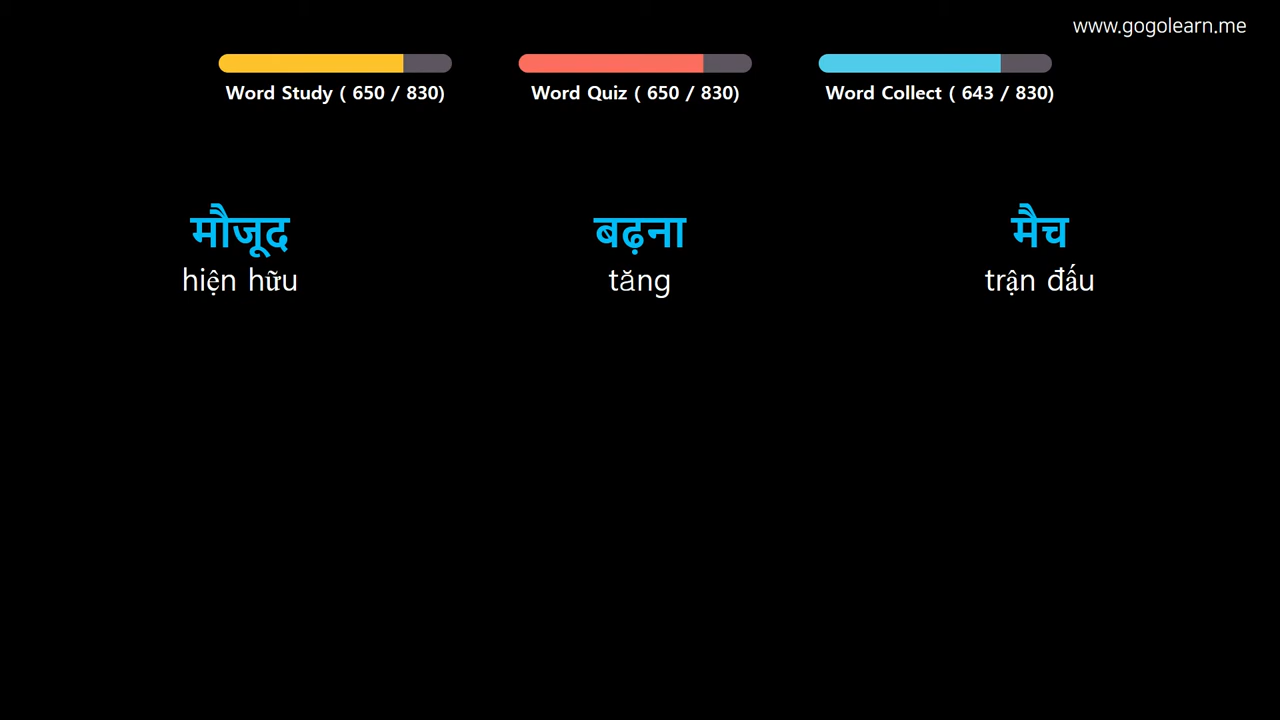 www.gogolearn.me
Word Study ( 650 / 830)
Word Quiz ( 650 / 830)
Word Collect ( 643 / 830)
मौजूद
hiện hữu
बढ़ना
tăng
मैच
trận đấu